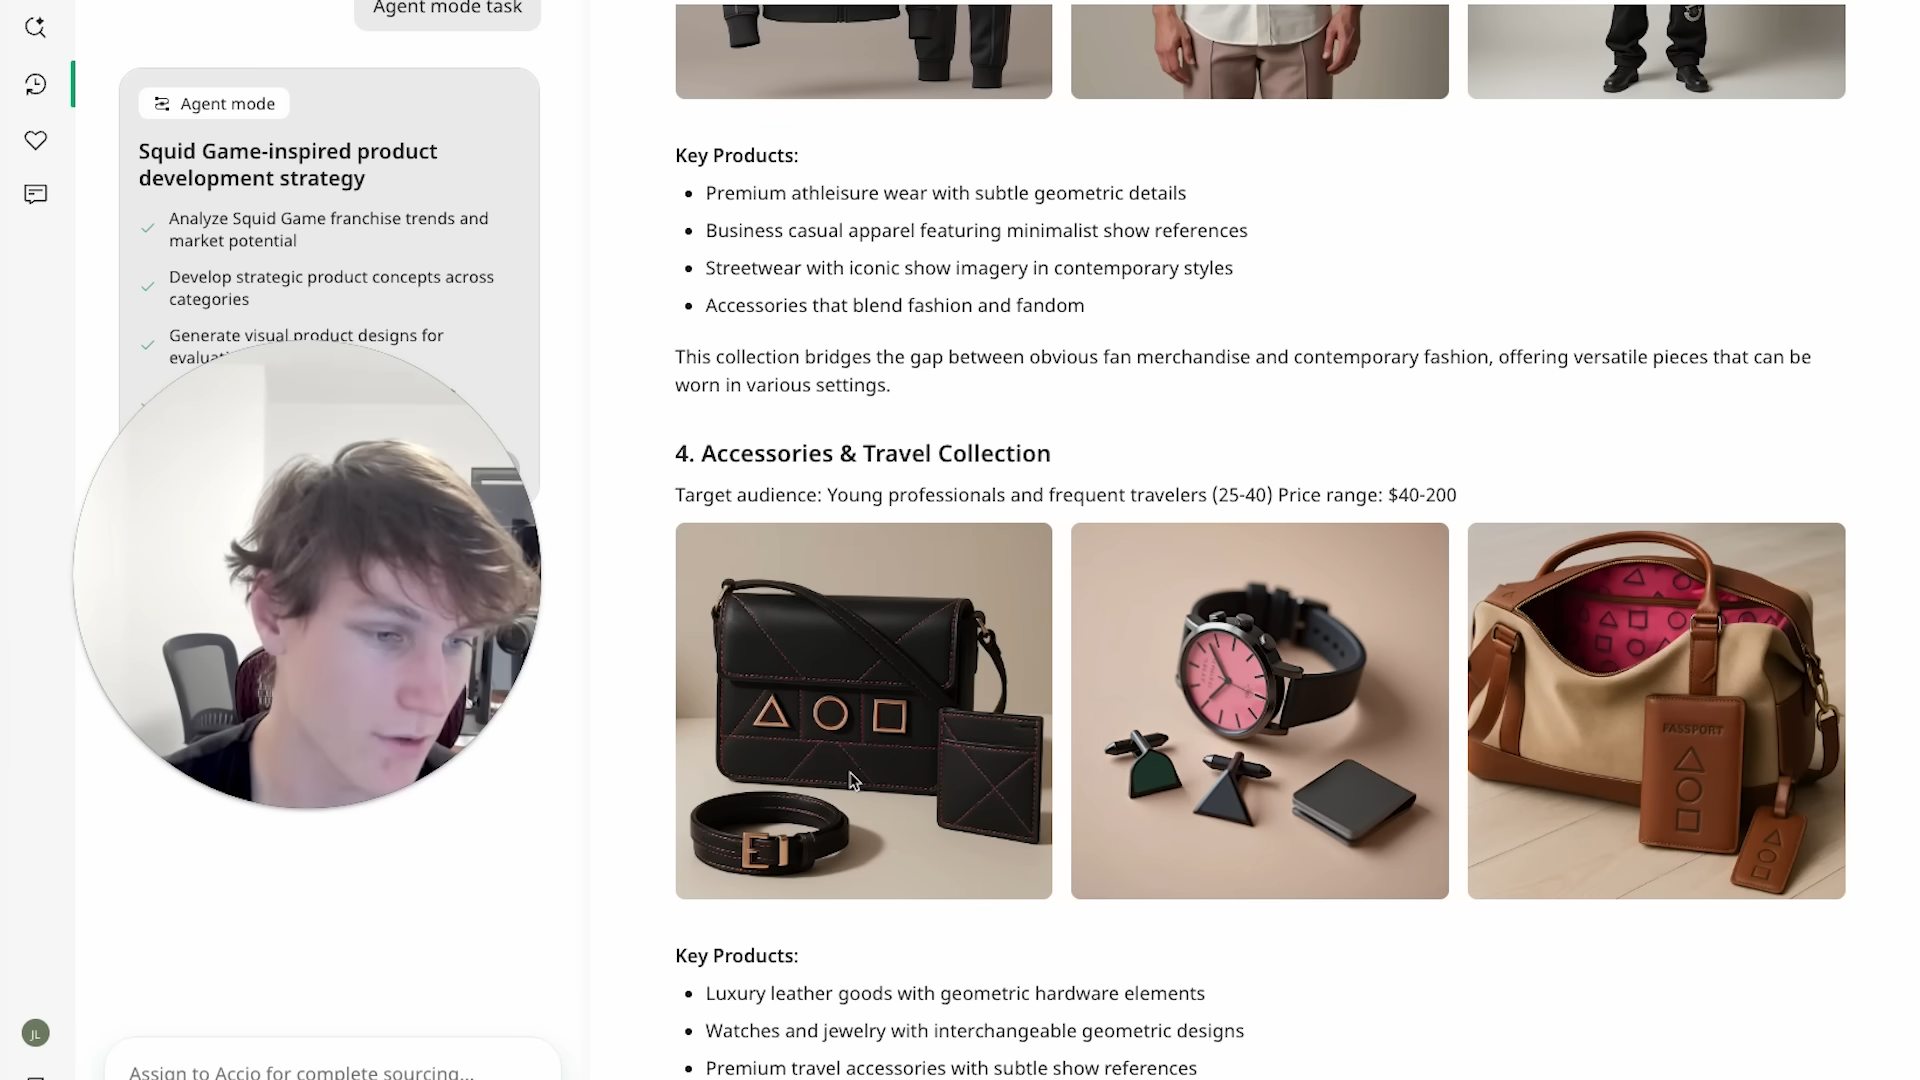 Agent mode task
Agent mode
Squid Game-inspired product
development strategy
Analyze Squid Game franchise trends and
market potential
Develop strategic product concepts across
categories
Generate visual product designs for
Key Products:
Premium athleisure wear with subtle geometric details
Business casual apparel featuring minimalist show references
Streetwear with iconic show imagery in contemporary styles
Accessories that blend fashion and fandom
This collection bridges the gap between obvious fan merchandise and contemporary fashion, offering versatile pieces that can be
worn in various settings.
4. Accessories & Travel Collection
Target audience: Young professionals and frequent travelers (25-40) Price range: $40-200
FASSPORT
Key Products:
Luxury leather goods with geometric hardware elements
Watches and jewelry with interchangeable geometric designs
Premium travel accessories with subtle show references
JL
Assign to Accio for complete sourcing...